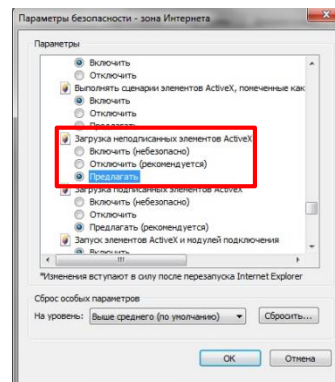 Параметры безопасности - зона Интернета
Параметры
Включить
Отключить
Выполнять сценарии элементов ActiveX, помеченные как
Включить
Отключить
Предлагать
Загрузка неподписанных элементов ActiveX
Включить (небезопасно)
Отключить (рекомендуется)
Предлагать
Загрузка подписанных элементов ActiveX
Включить (небезопасно)
Отключить
Предлагать (рекомендуется)
Запуск элементов ActiveX и модулей подключения
Включить
*Изменения вступают в силу после перезапуска Internet Explorer
Сброс особых параметров
На уровень: Выше среднего (по умолчанию) Сбросить...
ОК Отмена